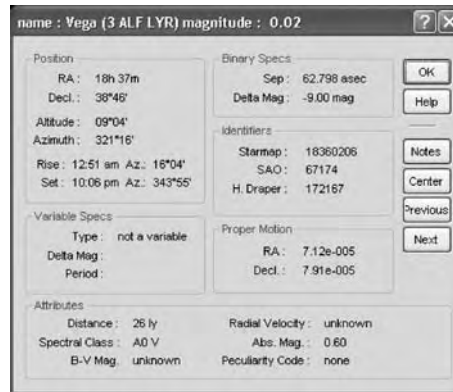 name : Vega (3 ALF LYR) magnitude : 0.02
Position
RA : 18h 37m
Decl. : 38°46'
Altitude : 09°04'
Azimuth : 321°16'
Rise : 12:51 am Az. : 16°04'
Set : 10:06 pm Az. : 343°55'
Binary Specs
Sep : 62.798 asec
Delta Mag : -9.00 mag
Identifiers
Starmap : 18360206
SAO : 67174
H. Draper : 172167
Variable Specs
Type : not a variable
Delta Mag :
Period :
Proper Motion
RA : 7.12e-005
Decl. : 7.91e-005
Attributes
Distance : 26 ly
Spectral Class : A0 V
B-V Mag. unknown
Radial Velocity : unknown
Abs. Mag. : 0.60
Peculiarity Code : none
OK
Help
Notes
Center
Previous
Next